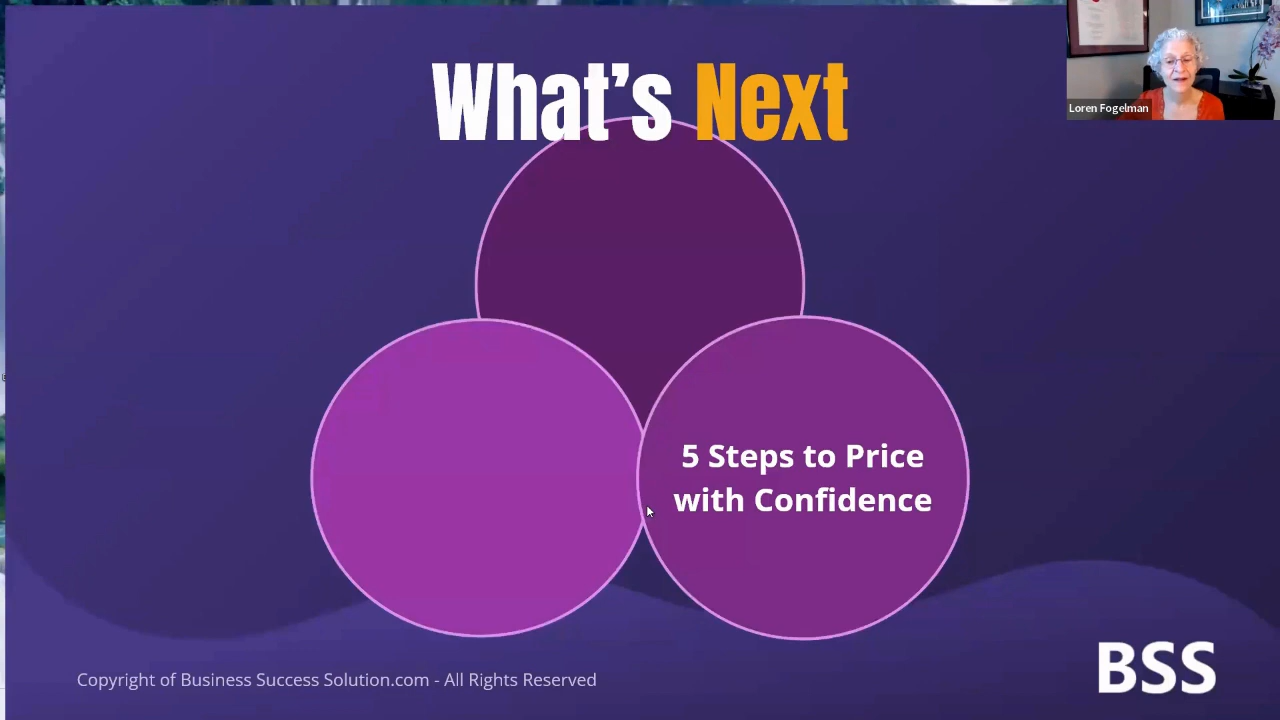 What's Next
Loren Fogelman
5 Steps to Price
with Confidence
Copyright of Business Success Solution.com - All Rights Reserved
BSS